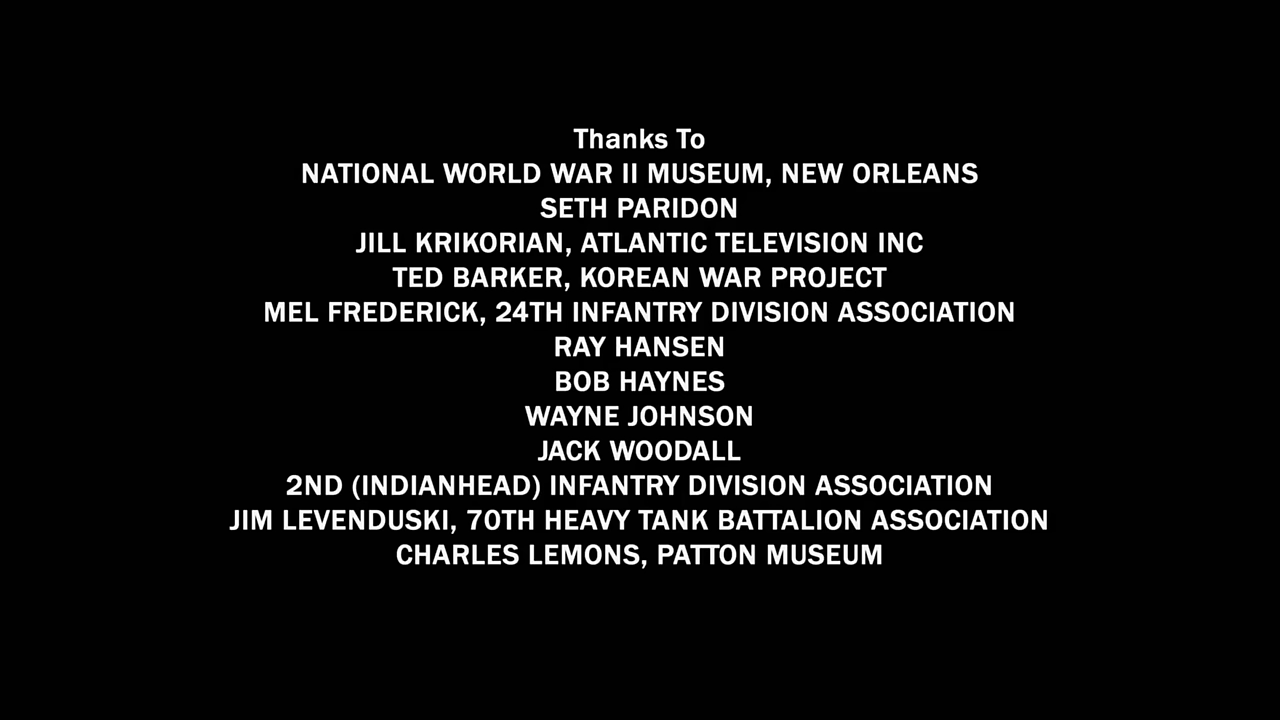 Thanks To
NATIONAL WORLD WAR II MUSEUM, NEW ORLEANS
SETH PARIDON
JILL KRIKORIAN, ATLANTIC TELEVISION INC
TED BARKER, KOREAN WAR PROJECT
MEL FREDERICK, 24TH INFANTRY DIVISION ASSOCIATION
RAY HANSEN
BOB HAYNES
WAYNE JOHNSON
JACK WOODALL
2ND (INDIANHEAD) INFANTRY DIVISION ASSOCIATION
JIM LEVENDUSKI, 70TH HEAVY TANK BATTALION ASSOCIATION
CHARLES LEMONS, PATTON MUSEUM